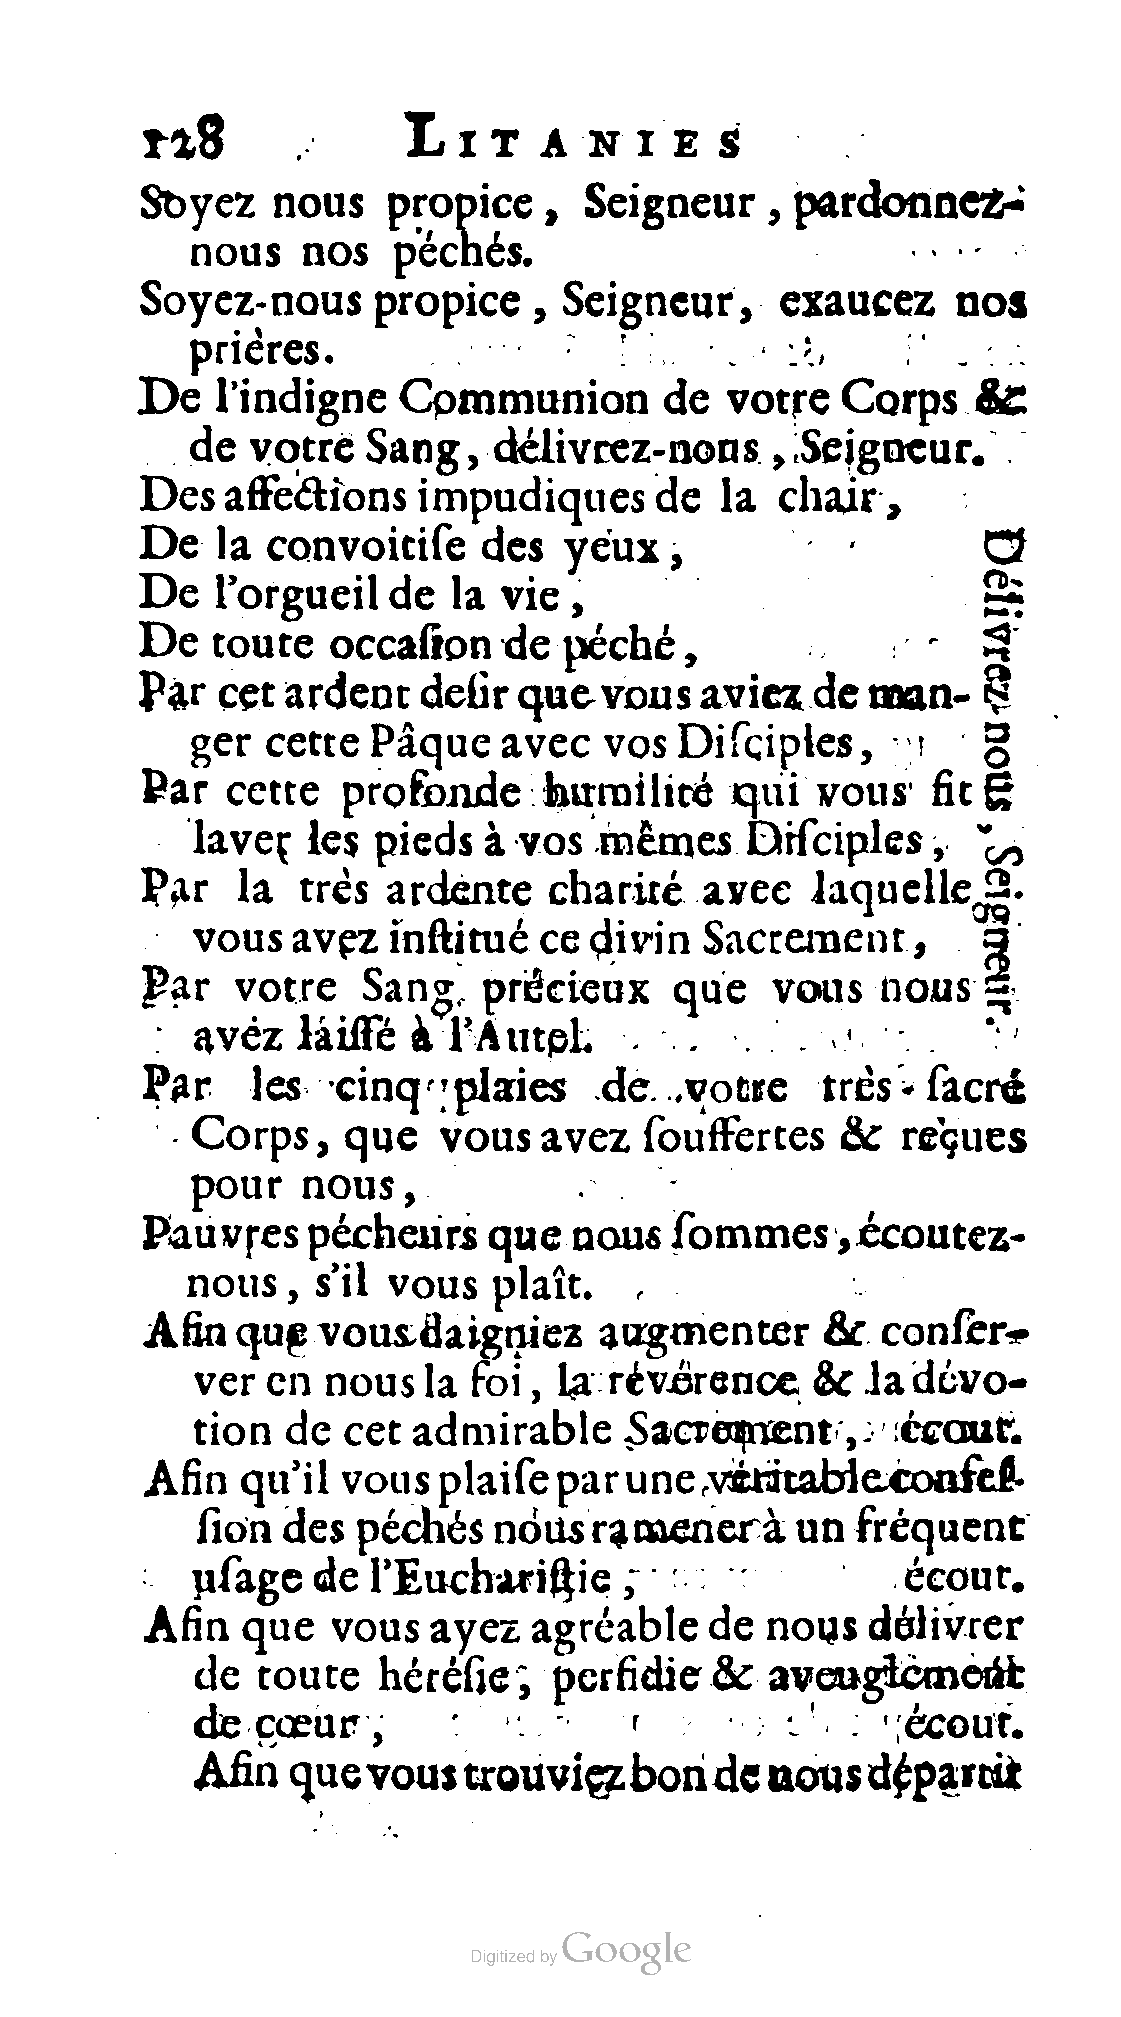 128 LITANIES
Soyez nous propice, Seigneur, pardonnez-
nous nos péchés.
Soyez-nous propice, Seigneur, exaucez nos
prières.
De l'indigne Communion de votre Corps &
de votre Sang, délivrez-nous, Seigneur.
Des affections impudiques de la chair,
De la convoitiſe des yeux,
De l'orgueil de la vie,
De toute occaſion de péché,
Par cet ardent deſir que vous aviez de man-
ger cette Pâque avec vos Diſciples,
Par cette profonde humilité qui vous fit
laver les pieds à vos mêmes Diſciples,
Par la très ardente charité avec laquelle
vous avez inſtitué ce divin Sacrement,
Par votre Sang précieux que vous nous
avez laiſſé à l'Autel.
Délivrez-nous, Seigneur.
Par les cinq plaies de votre très-ſacré
Corps, que vous avez ſouffertes & reçues
pour nous,
Pauvres pécheurs que nous ſommes, écoutez-
nous, s'il vous plaît.
Afin que vous daigniez augmenter & conſer-
ver en nous la foi, la révérence & la dévo-
tion de cet admirable Sacrement, écout.
Afin qu'il vous plaiſe par une véritable confeſ-
ſion des péchés nous ramener à un fréquent
uſage de l'Euchariſtie, écout.
Afin que vous ayez agréable de nous délivrer
de toute héréſie, perfidie & aveuglement
de cœur, écout.
Afin que vous trouviez bon de nous départir
Digitized by Google